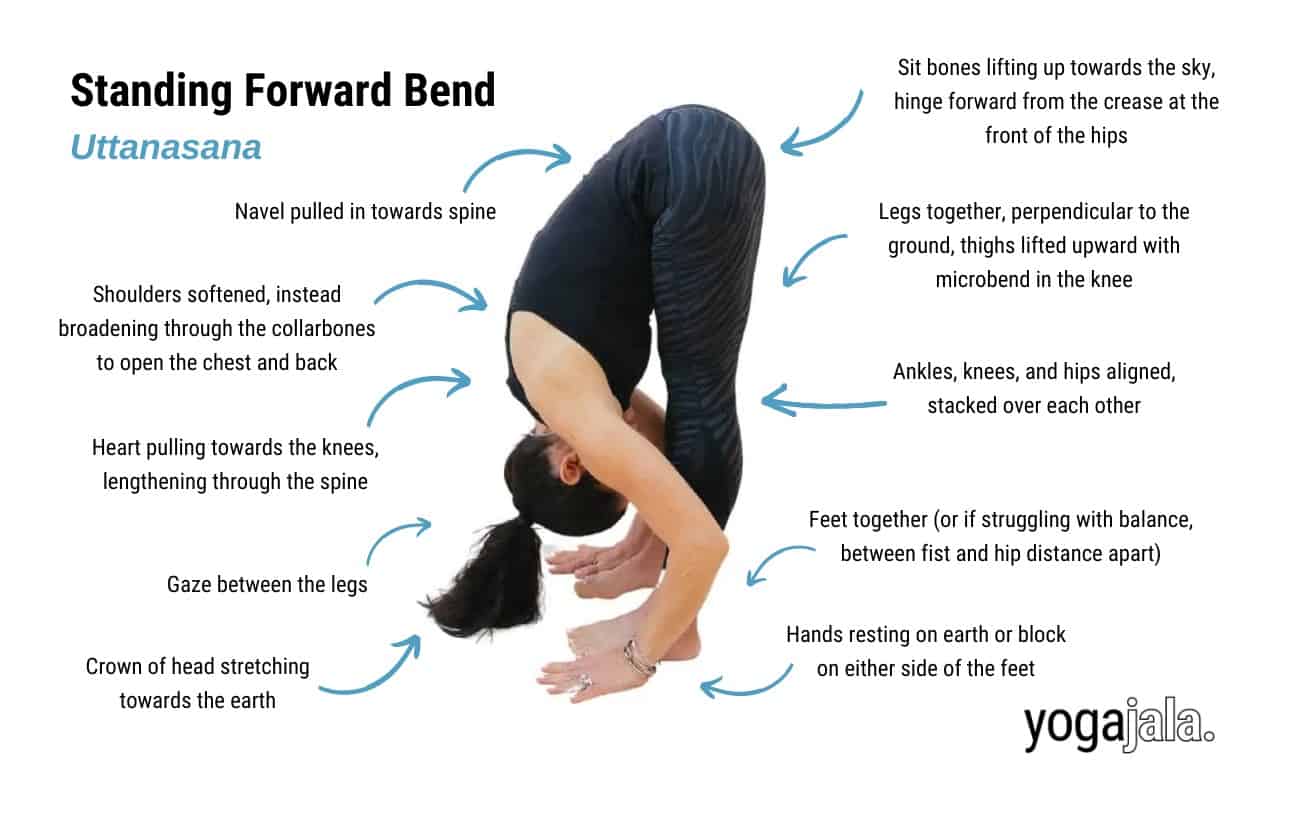 Standing Forward Bend
Uttanasana
Navel pulled in towards spine
Shoulders softened, instead
broadening through the collarbones
to open the chest and back
Heart pulling towards the knees,
lengthening through the spine
Gaze between the legs
Crown of head stretching
towards the earth
Sit bones lifting up towards the sky,
hinge forward from the crease at the
front of the hips
Legs together, perpendicular to the
ground, thighs lifted upward with
microbend in the knee
Ankles, knees, and hips aligned,
stacked over each other
Feet together (or if struggling with balance,
between fist and hip distance apart)
Hands resting on earth or block
on either side of the feet
yogajala.